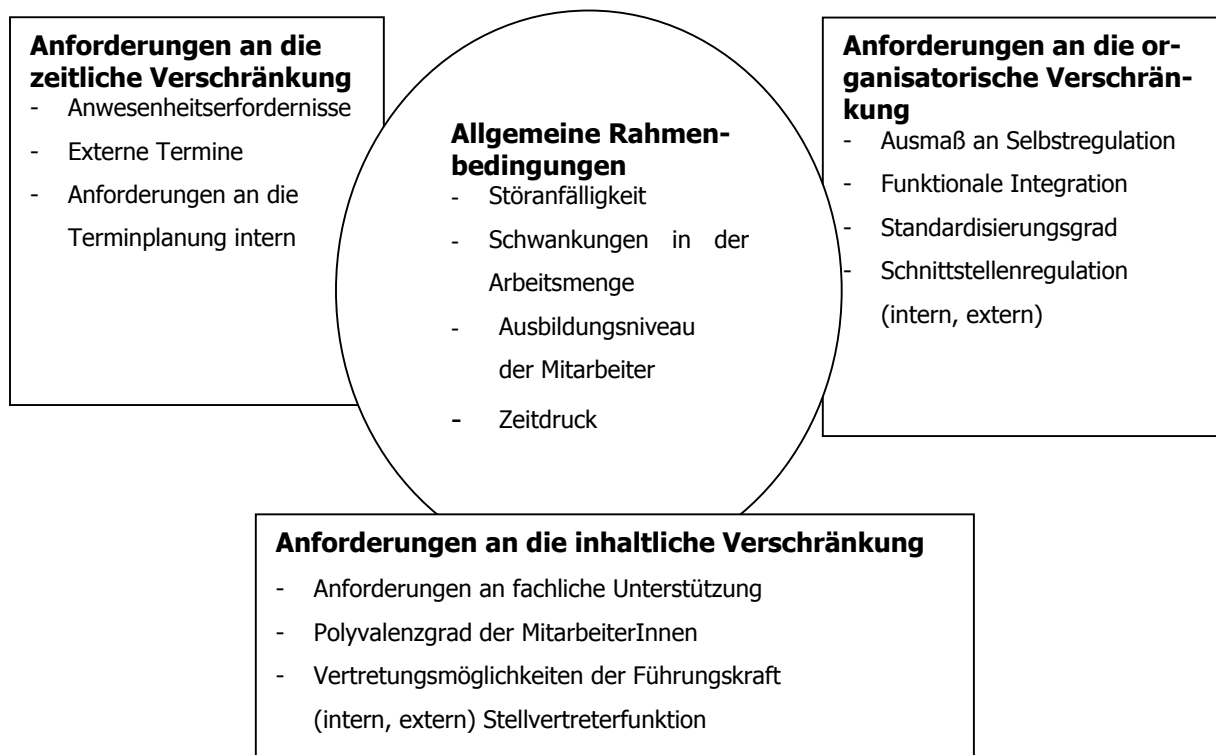 Anforderungen an die
zeitliche Verschränkung
- Anwesenheitserfordernisse
- Externe Termine
- Anforderungen an die
Terminplanung intern
Allgemeine Rahmen-
bedingungen
- Störanfälligkeit
- Schwankungen in der
Arbeitsmenge
- Ausbildungsniveau
der Mitarbeiter
- Zeitdruck
Anforderungen an die or-
ganisatorische Verschrän-
kung
- Ausmaß an Selbstregulation
- Funktionale Integration
- Standardisierungsgrad
- Schnittstellenregulation
(intern, extern)
Anforderungen an die inhaltliche Verschränkung
- Anforderungen an fachliche Unterstützung
- Polyvalenzgrad der MitarbeiterInnen
- Vertretungsmöglichkeiten der Führungskraft
(intern, extern) Stellvertreterfunktion